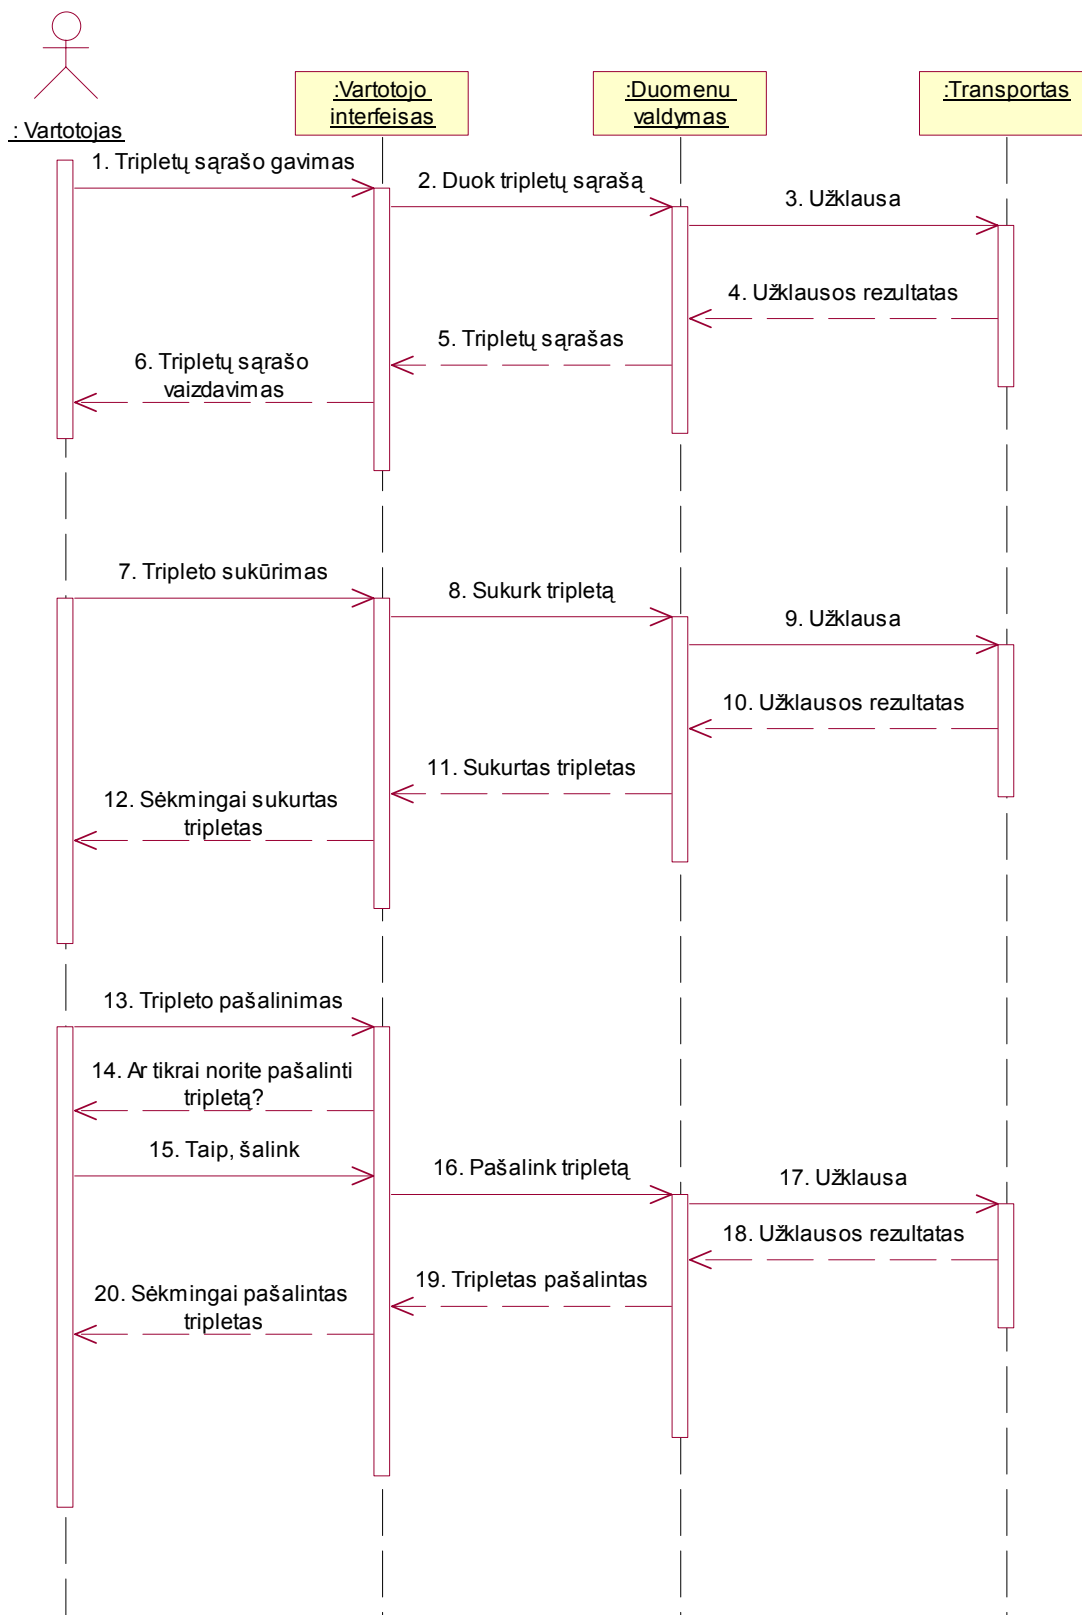 : Vartotojas
:Vartotojo
interfeisas
:Duomenu
valdymas
:Transportas
1. Tripletų sąrašo gavimas
2. Duok tripletų sąrašą
3. Užklausa
4. Užklausos rezultatas
5. Tripletų sąrašas
6. Tripletų sąrašo
vaizdavimas
7. Tripleto sukūrimas
8. Sukurk tripletą
9. Užklausa
10. Užklausos rezultatas
11. Sukurtas tripletas
12. Sėkmingai sukurtas
tripletas
13. Tripleto pašalinimas
14. Ar tikrai norite pašalinti
tripletą?
15. Taip, šalink
16. Pašalink tripletą
17. Užklausa
18. Užklausos rezultatas
19. Tripletas pašalintas
20. Sėkmingai pašalintas
tripletas